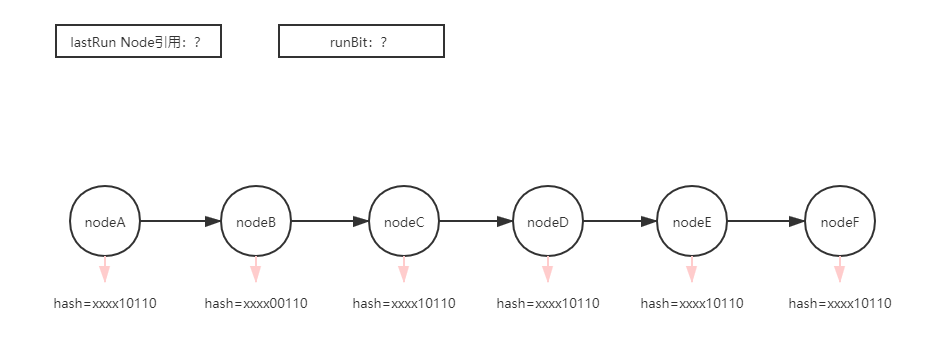 lastRun Node引用：？
runBit：？
nodeA
nodeB
nodeC
nodeD
nodeE
nodeF
hash=xxxx10110
hash=xxxx00110
hash=xxxx10110
hash=xxxx10110
hash=xxxx10110
hash=xxxx10110